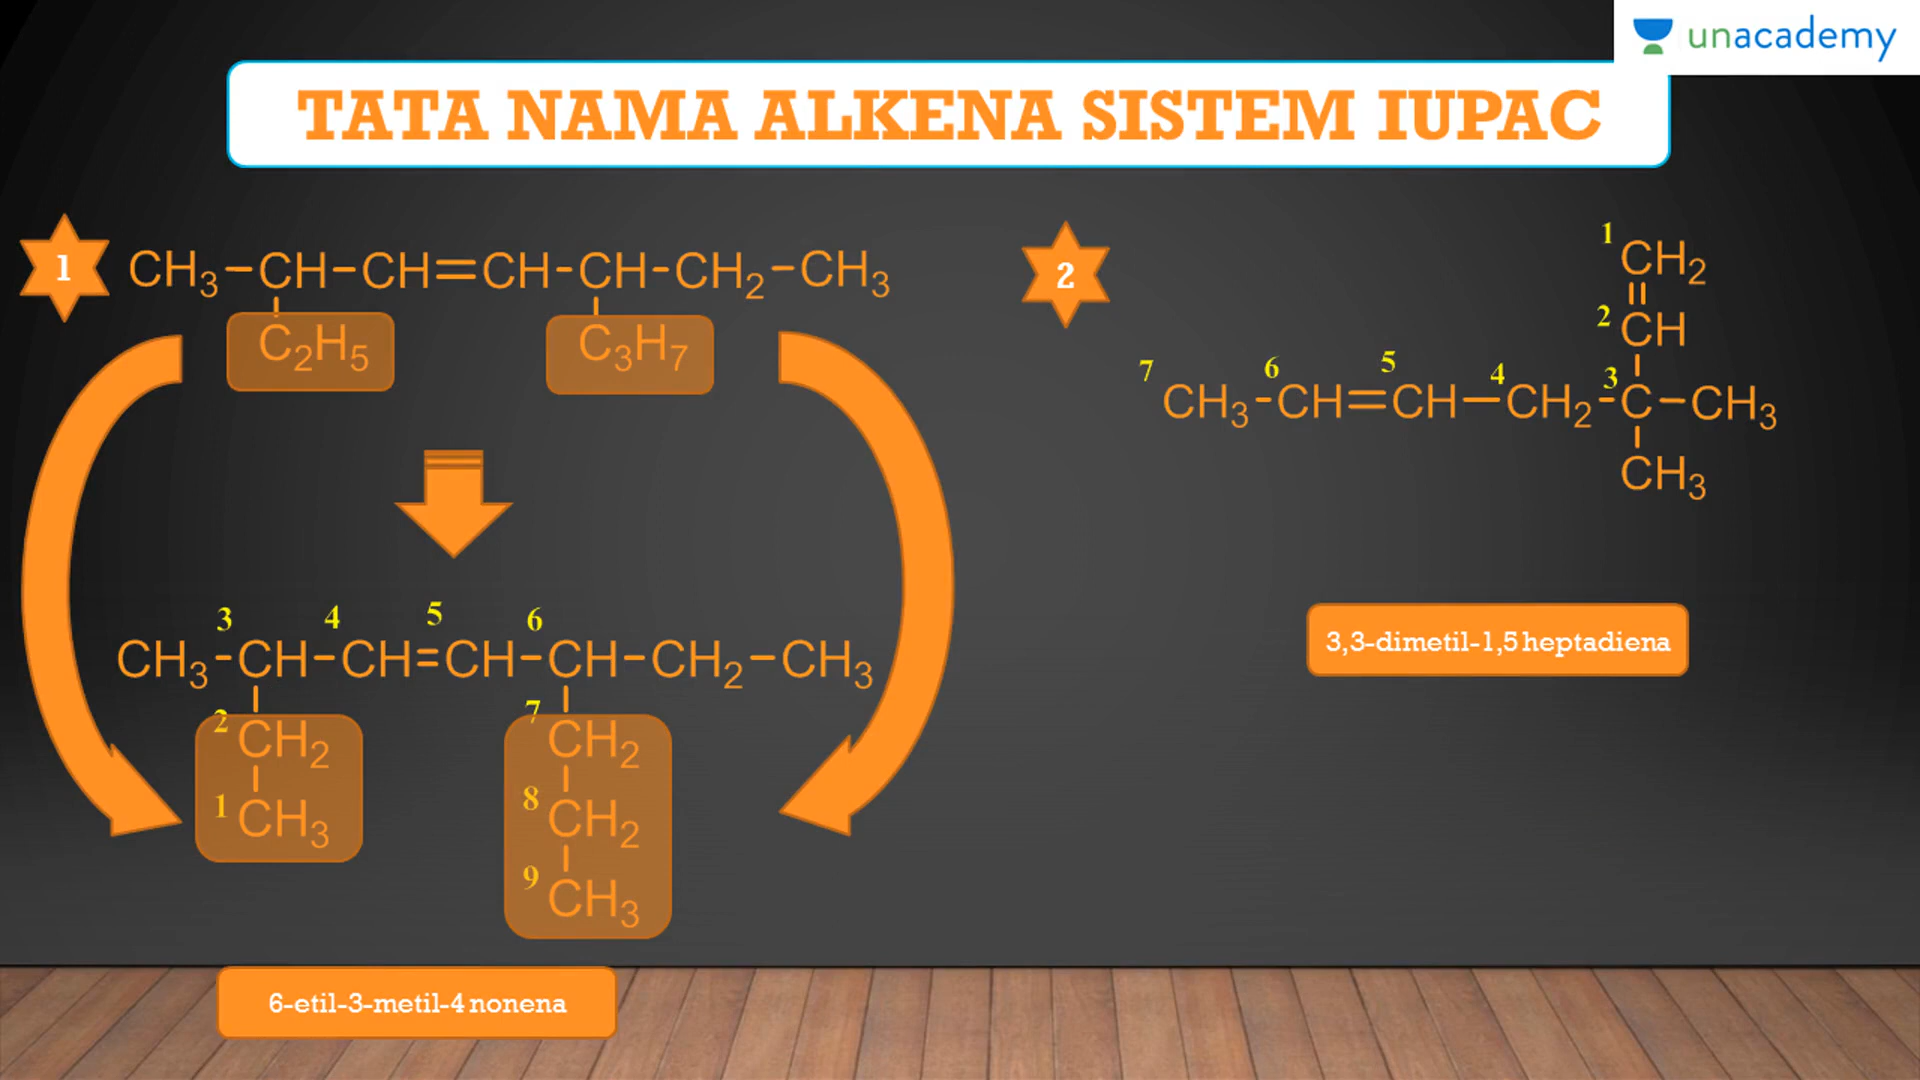 unacademy
TATA NAMA ALKENA SISTEM IUPAC
1
CH3-CH-CH=CH-CH-CH2-CH3
C2H5 C3H7
3 4 5 6
CH3-CH-CH=CH-CH-CH2-CH3
2 CH2 7 CH2
1 CH3 8 CH2
9 CH3
6-etil-3-metil-4 nonena
2
1 CH2
2 CH
7 6 5 4 3
CH3-CH=CH-CH2-C-CH3
CH3
3,3-dimetil-1,5 heptadiena